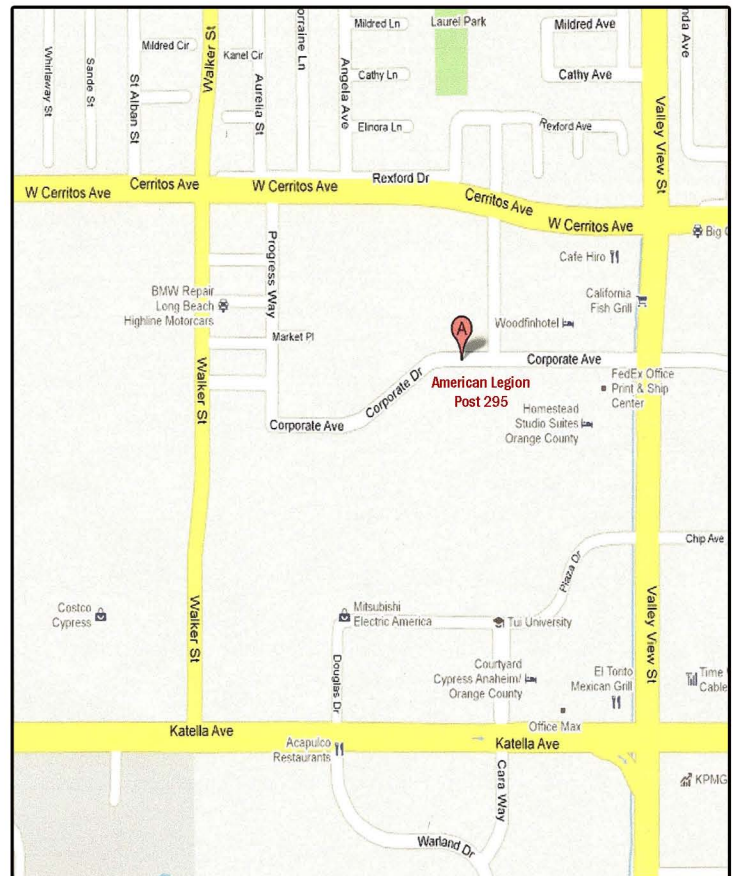 Mildred Ln
Laurel Park
Mildred Ave
Walker St
Mildred Cir
Kanel Cir
Whirlaway St
Sande St
St Alban St
Aurelia St
Angela Ave
Cathy Ln
Cathy Ave
Elinora Ln
Rexford Ave
Valley View St
W Cerritos Ave
Cerritos Ave
W Cerritos Ave
Rexford Dr
Cerritos Ave
W Cerritos Ave
Big
Progress Way
Cafe Hiro
BMW Repair
Long Beach
Highline Motorcars
California
Fish Grill
Woodfinhotel
Market Pl
A
Corporate Ave
Walker St
Corporate Dr
American Legion
Post 295
FedEx Office
Print & Ship
Center
Homestead
Studio Suites
Orange County
Corporate Ave
Chip Ave
Plaza Dr
Costco
Cypress
Walker St
Mitsubishi
Electric America
Tui University
Valley View St
Douglas Dr
Courtyard
Cypress Anaheim/
Orange County
El Torito
Mexican Grill
Time
Cable
Office Max
Katella Ave
Katella Ave
Acapulco
Restaurants
Cara Way
KPMG
Warland Dr